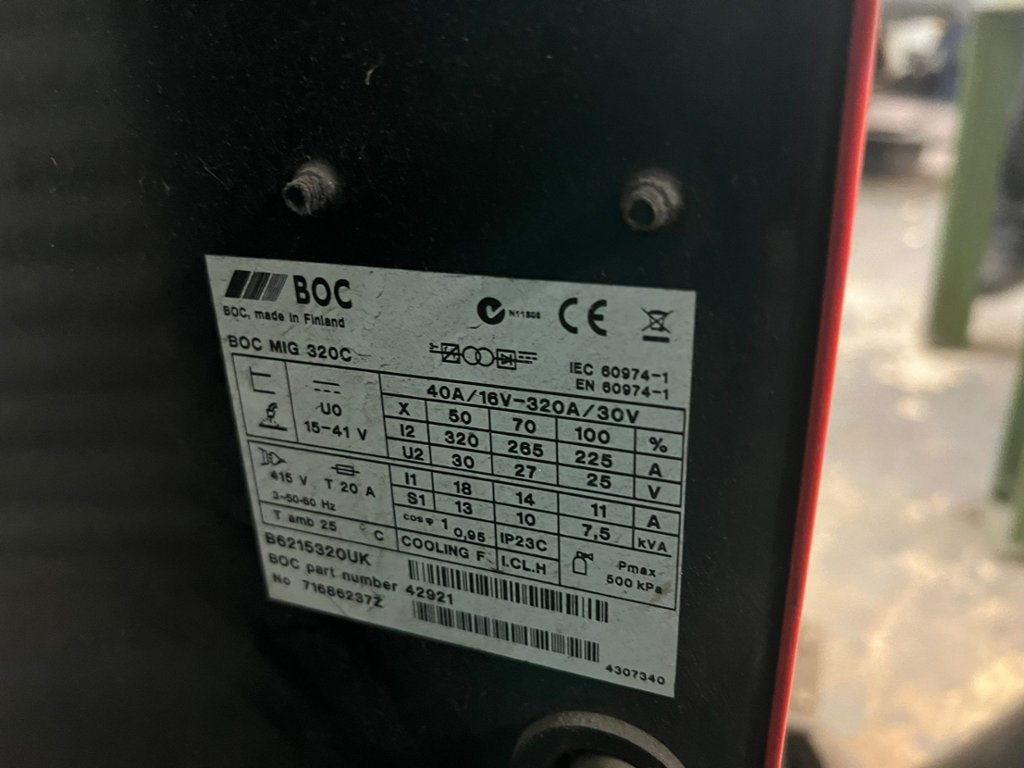 BOC
BOC, made in Finland
N11808
CE
BOC MIG 320C
IEC 60974-1
EN 60974-1
U0
15-41 V
40A/16V-320A/30V
X 50 70 100 %
I2 320 265 225 A
U2 30 27 25 V
415 V
T 20 A
3~50-60 Hz
I1 18 14 11 A
S1 13 10 7,5 kVA
T amb 25 C
cos φ 1 0,95
IP23C
COOLING F.
I.CL.H
Pmax
500 kPa
B6215320UK
BOC part number 42921
No 71686237Z
4307340